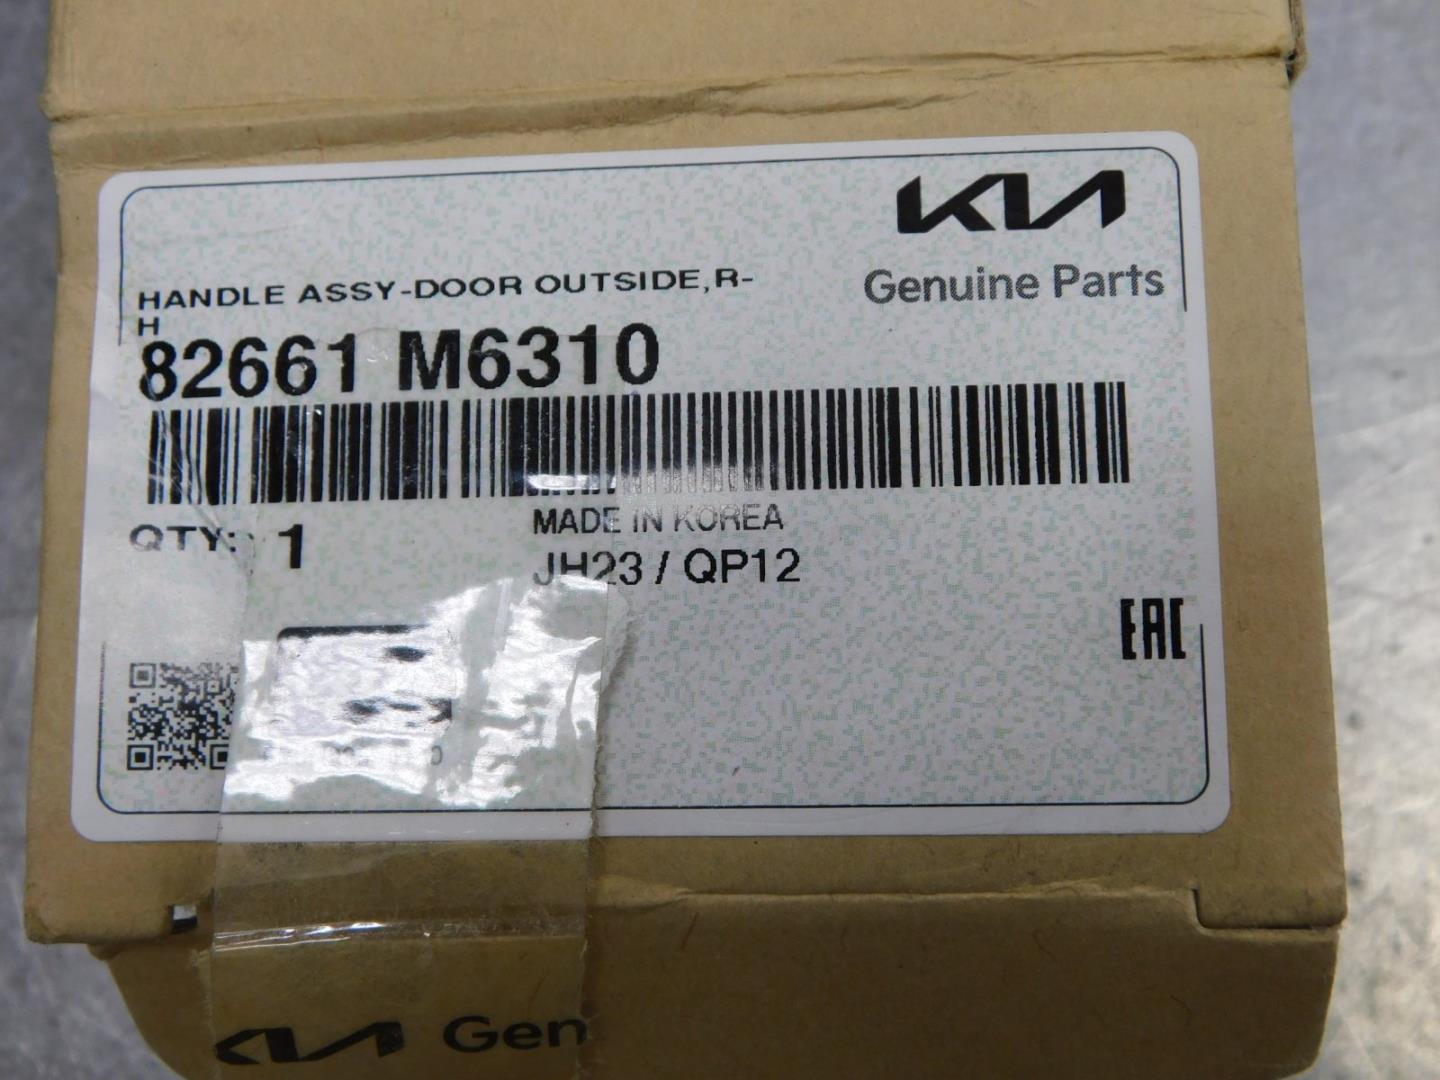 KIA
Genuine Parts
HANDLE ASSY-DOOR OUTSIDE,R-
H
82661 M6310
QTY: 1
MADE IN KOREA
JH23 / QP12
EAC
KIA Gen